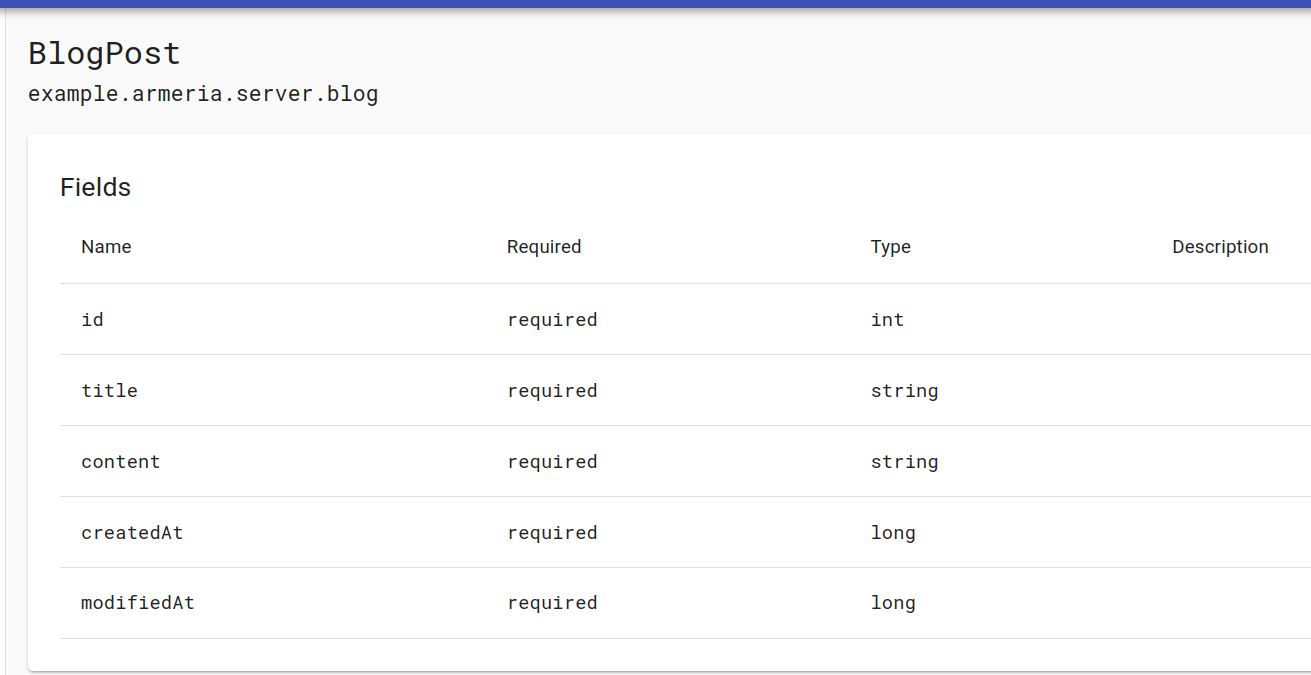 BlogPost
example.armeria.server.blog
Fields
Name Required Type Description
id required int
title required string
content required string
createdAt required long
modifiedAt required long